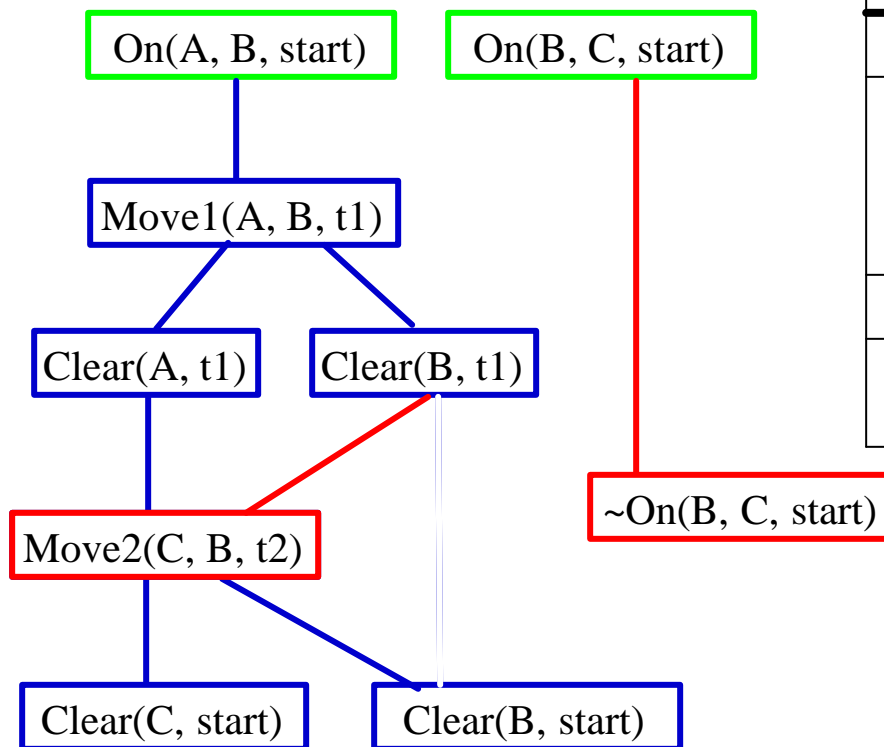 On(A, B, start)
On(B, C, start)
Move1(A, B, t1)
Clear(A, t1)
Clear(B, t1)
~On(B, C, start)
Move2(C, B, t2)
Clear(C, start)
Clear(B, start)